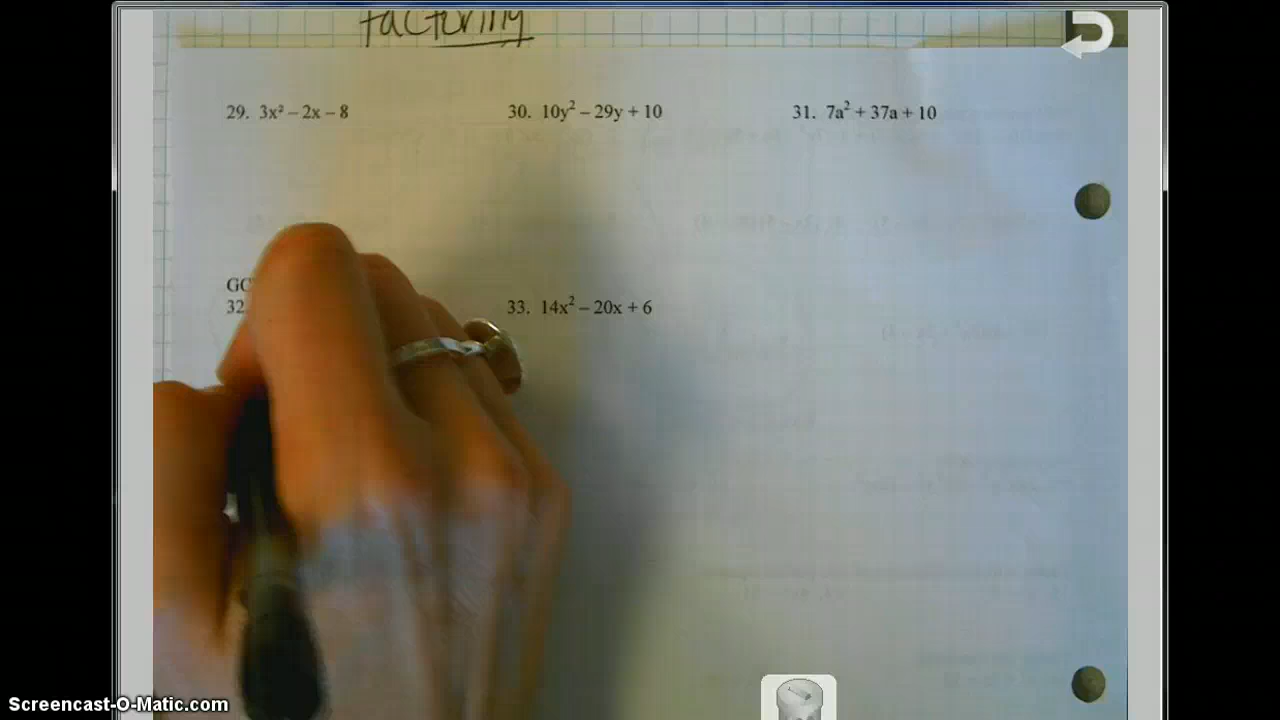 factoring
29. 3x² – 2x – 8
30. 10y² – 29y + 10
31. 7a² + 37a + 10
32.
33. 14x² – 20x + 6
Screencast-O-Matic.com